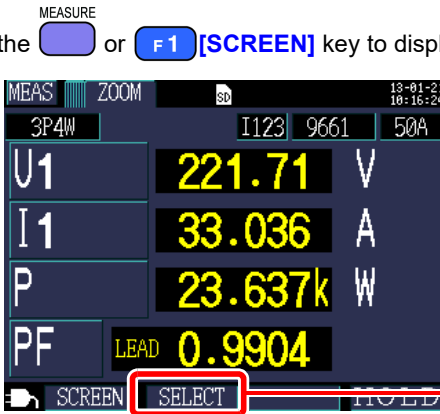 MEASURE
the or F1 [SCREEN] key to displ
MEAS ZOOM SD 13-01-2
10:16:2
3P4W I123 9661 50A
U1 221.71 V
I1 33.036 A
P 23.637k W
PF LEAD 0.9904
SCREEN SELECT HOLD